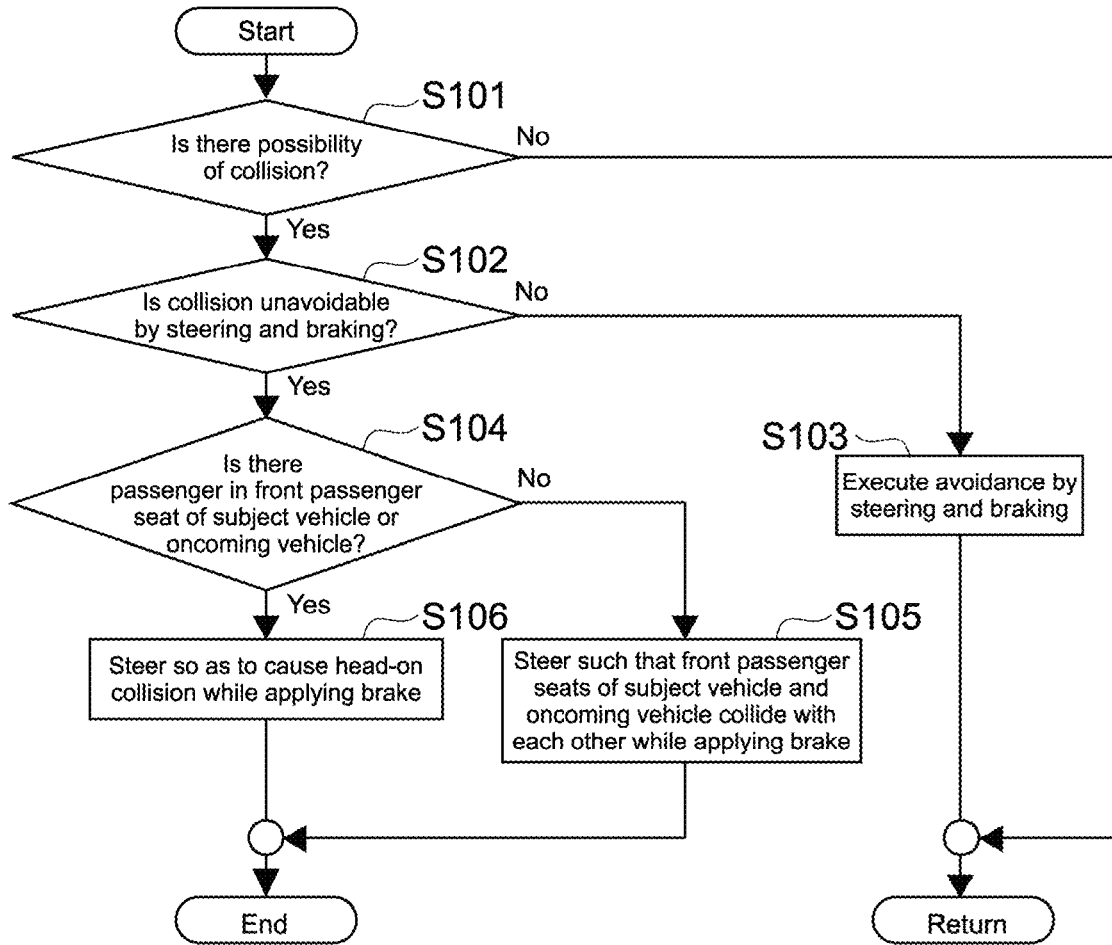 Start
S101
Is there possibility
of collision?
No
Yes
S102
Is collision unavoidable
by steering and braking?
No
Yes
S103
Execute avoidance by
steering and braking
S104
Is there
passenger in front passenger
seat of subject vehicle or
oncoming vehicle?
No
Yes
S106
Steer so as to cause head-on
collision while applying brake
S105
Steer such that front passenger
seats of subject vehicle and
oncoming vehicle collide with
each other while applying brake
End
Return